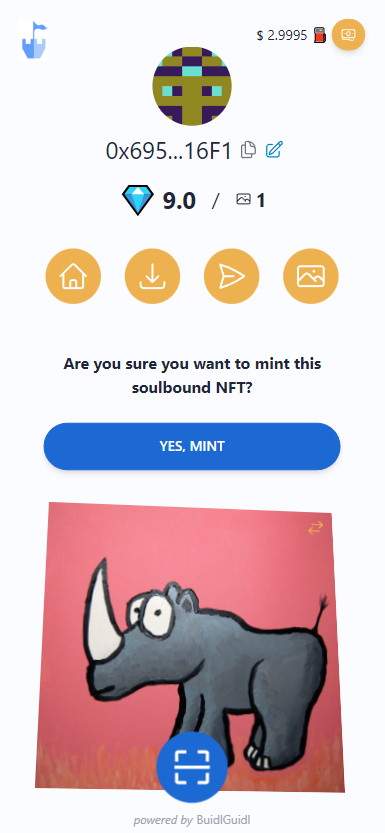 $ 2.9995
0x695...16F1
9.0 / 1
Are you sure you want to mint this
soulbound NFT?
YES, MINT
powered by BuidlGuidl